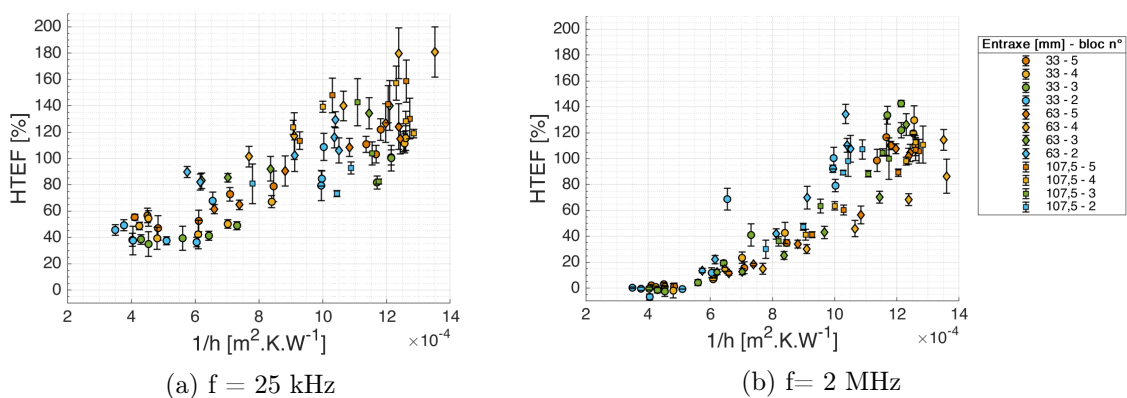 200
180
160
140
120
100
80
60
40
20
0
HTEF [%]
2 4 6 8 10 12 14
1/h [m².K.W⁻¹]
×10⁻⁴
(a) f = 25 kHz
200
180
160
140
120
100
80
60
40
20
0
HTEF [%]
2 4 6 8 10 12 14
1/h [m².K.W⁻¹]
×10⁻⁴
(b) f= 2 MHz
Entraxe [mm] - bloc n°
33 - 5
33 - 4
33 - 3
33 - 2
63 - 5
63 - 4
63 - 3
63 - 2
107,5 - 5
107,5 - 4
107,5 - 3
107,5 - 2